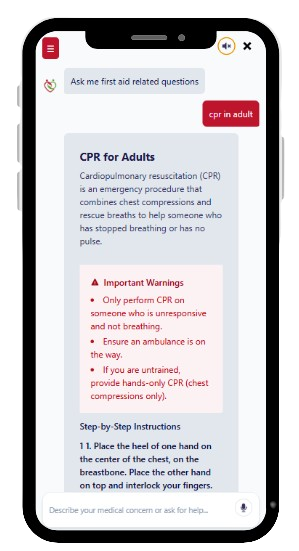 Ask me first aid related questions
cpr in adult
CPR for Adults
Cardiopulmonary resuscitation (CPR)
is an emergency procedure that
combines chest compressions and
rescue breaths to help someone who
has stopped breathing or has no
pulse.
Important Warnings
• Only perform CPR on
someone who is unresponsive
and not breathing.
• Ensure an ambulance is on
the way.
• If you are untrained,
provide hands-only CPR (chest
compressions only).
Step-by-Step Instructions
1 1. Place the heel of one hand on
the center of the chest, on the
breastbone. Place the other hand
on top and interlock your fingers.
Describe your medical concern or ask for help...